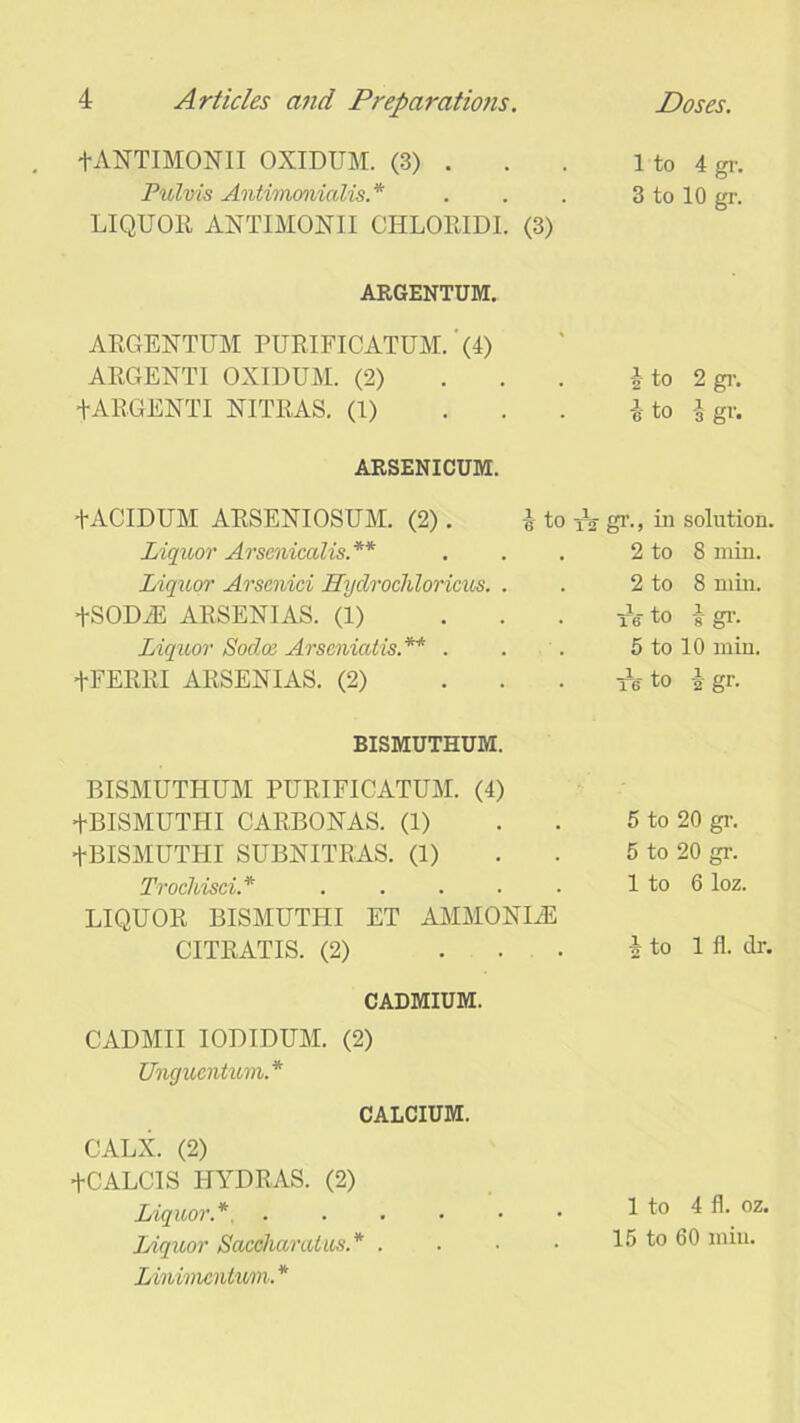 4 Articles and Preparations. Doses.
†ANTIMONII OXIDUM. (3) . . . 1 to 4 gr.
Pulvis Antimonialis.* . . . 3 to 10 gr.
LIQUOR ANTIMONII CHLORIDI. (3)
ARGENTUM.
ARGENTUM PURIFICATUM. (4)
ARGENTI OXIDUM. (2) . . . ½ to 2 gr.
†ARGENTI NITRAS. (1) . . . ⅙ to ⅓ gr.
ARSENICUM.
†ACIDUM ARSENIOSUM. (2) . to 1/12 gr., in solution.
Liquor Arsenicalis.** . . . 2 to 8 min.
Liquor Arsenici Hydrochloricus. . . 2 to 8 min.
†SODÆ ARSENIAS. (1) . . . 1/16 to ⅛ gr.
Liquor Sodæ Arseniatis.** . . . 5 to 10 min.
†FERRI ARSENIAS. (2) . . . 1/16 to ½ gr.
BISMUTHUM.
BISMUTHUM PURIFICATUM. (4)
†BISMUTHI CARBONAS. (1) . . 5 to 20 gr.
†BISMUTHI SUBNITRAS. (1) . . 5 to 20 gr.
Trochisci.* . . . . . 1 to 6 loz.
LIQUOR BISMUTHI ET AMMONIÆ
CITRATIS. (2) . . . ½ to 1 fl. dr.
CADMIUM.
CADMII IODIDUM. (2)
Unguentum.*
CALCIUM.
CALX. (2)
†CALCIS HYDRAS. (2)
Liquor.* . . . . . . 1 to 4 fl. oz.
Liquor Saccharatus.* . . . . 15 to 60 min.
Linimentum.*